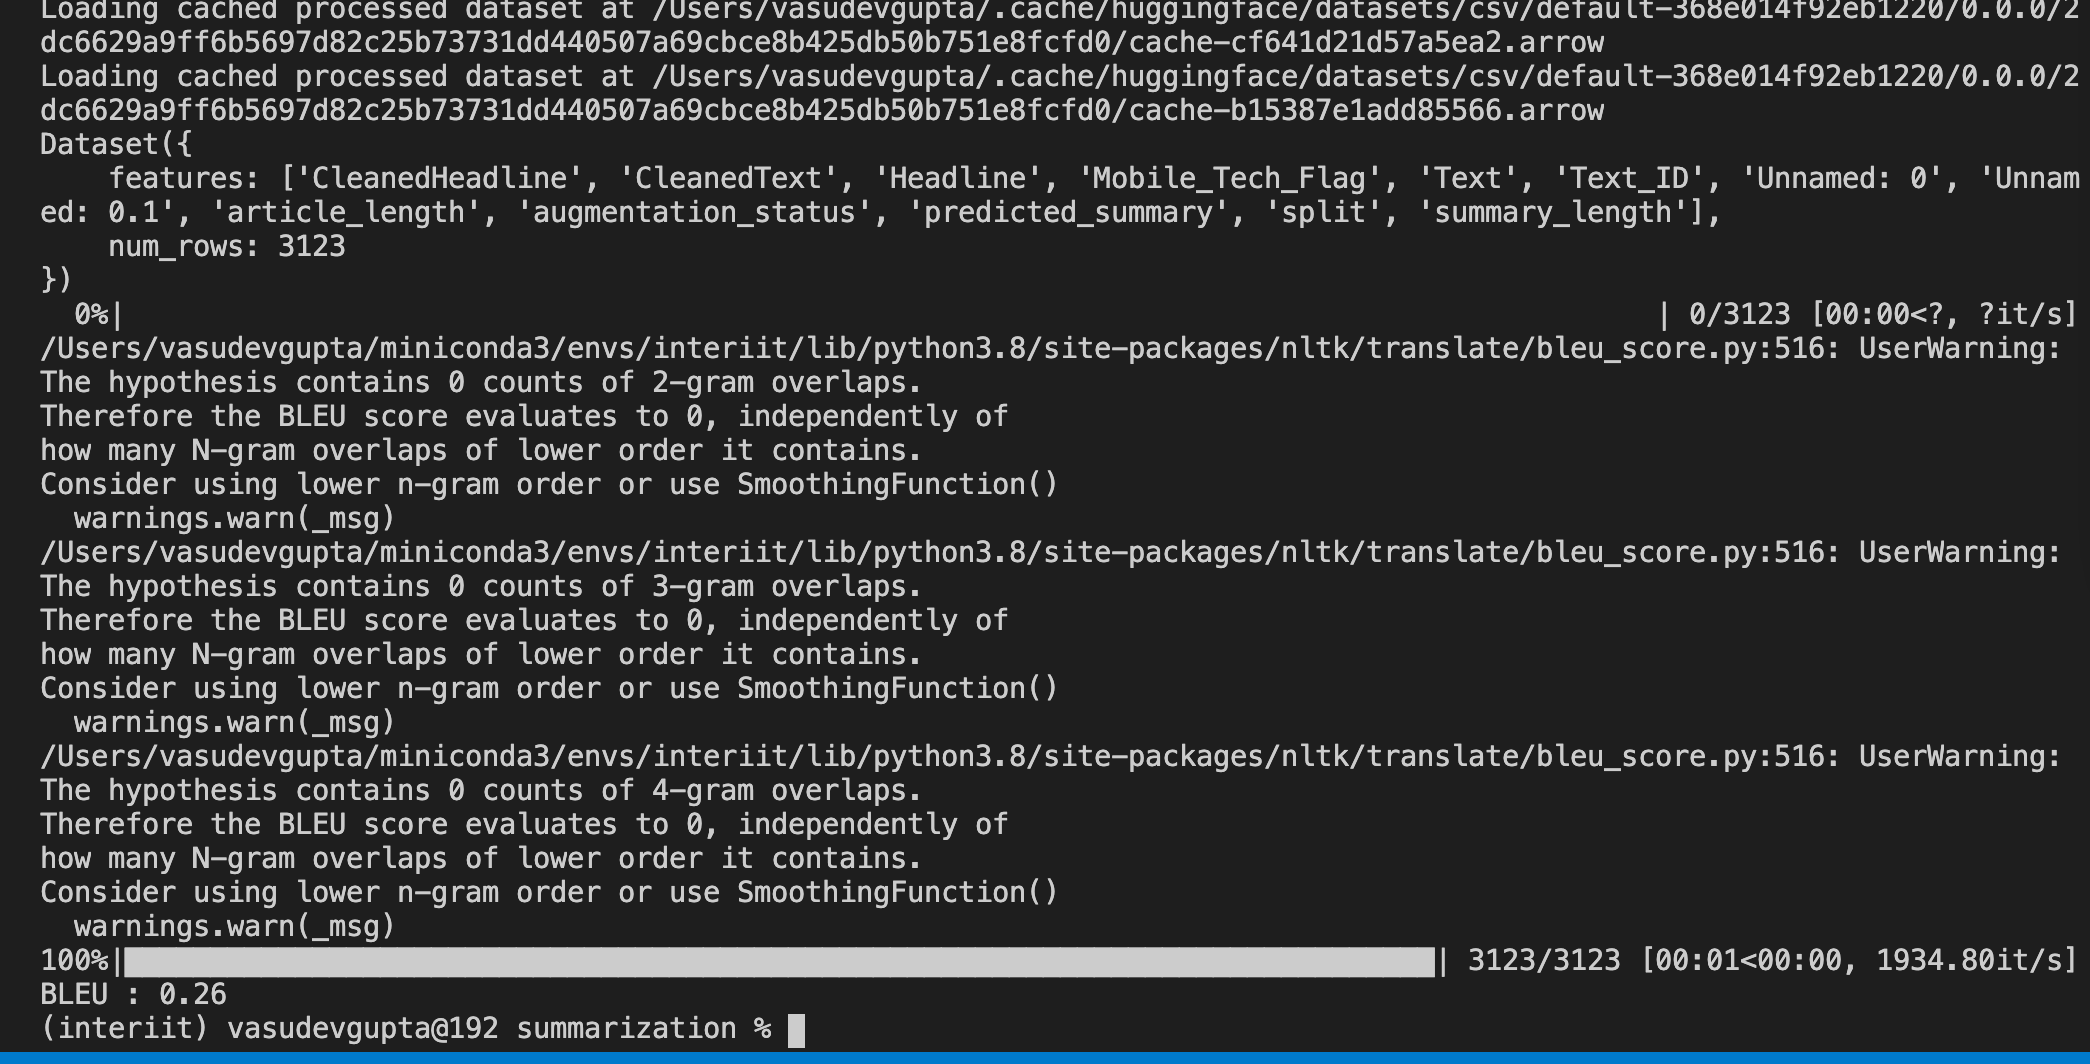 Loading cached processed dataset at /Users/vasudevgupta/.cache/huggingface/datasets/csv/default-368e014f92eb1220/0.0.0/2
dc6629a9ff6b5697d82c25b73731dd440507a69cbce8b425db50b751e8fcfd0/cache-cf641d21d57a5ea2.arrow
Loading cached processed dataset at /Users/vasudevgupta/.cache/huggingface/datasets/csv/default-368e014f92eb1220/0.0.0/2
dc6629a9ff6b5697d82c25b73731dd440507a69cbce8b425db50b751e8fcfd0/cache-b15387e1add85566.arrow
Dataset({
    features: ['CleanedHeadline', 'CleanedText', 'Headline', 'Mobile_Tech_Flag', 'Text', 'Text_ID', 'Unnamed: 0', 'Unnam
ed: 0.1', 'article_length', 'augmentation_status', 'predicted_summary', 'split', 'summary_length'],
    num_rows: 3123
})
  0%| | 0/3123 [00:00<?, ?it/s]
/Users/vasudevgupta/miniconda3/envs/interiit/lib/python3.8/site-packages/nltk/translate/bleu_score.py:516: UserWarning:
The hypothesis contains 0 counts of 2-gram overlaps.
Therefore the BLEU score evaluates to 0, independently of
how many N-gram overlaps of lower order it contains.
Consider using lower n-gram order or use SmoothingFunction()
  warnings.warn(_msg)
/Users/vasudevgupta/miniconda3/envs/interiit/lib/python3.8/site-packages/nltk/translate/bleu_score.py:516: UserWarning:
The hypothesis contains 0 counts of 3-gram overlaps.
Therefore the BLEU score evaluates to 0, independently of
how many N-gram overlaps of lower order it contains.
Consider using lower n-gram order or use SmoothingFunction()
  warnings.warn(_msg)
/Users/vasudevgupta/miniconda3/envs/interiit/lib/python3.8/site-packages/nltk/translate/bleu_score.py:516: UserWarning:
The hypothesis contains 0 counts of 4-gram overlaps.
Therefore the BLEU score evaluates to 0, independently of
how many N-gram overlaps of lower order it contains.
Consider using lower n-gram order or use SmoothingFunction()
  warnings.warn(_msg)
100%| | 3123/3123 [00:01<00:00, 1934.80it/s]
BLEU : 0.26
(interiit) vasudevgupta@192 summarization %